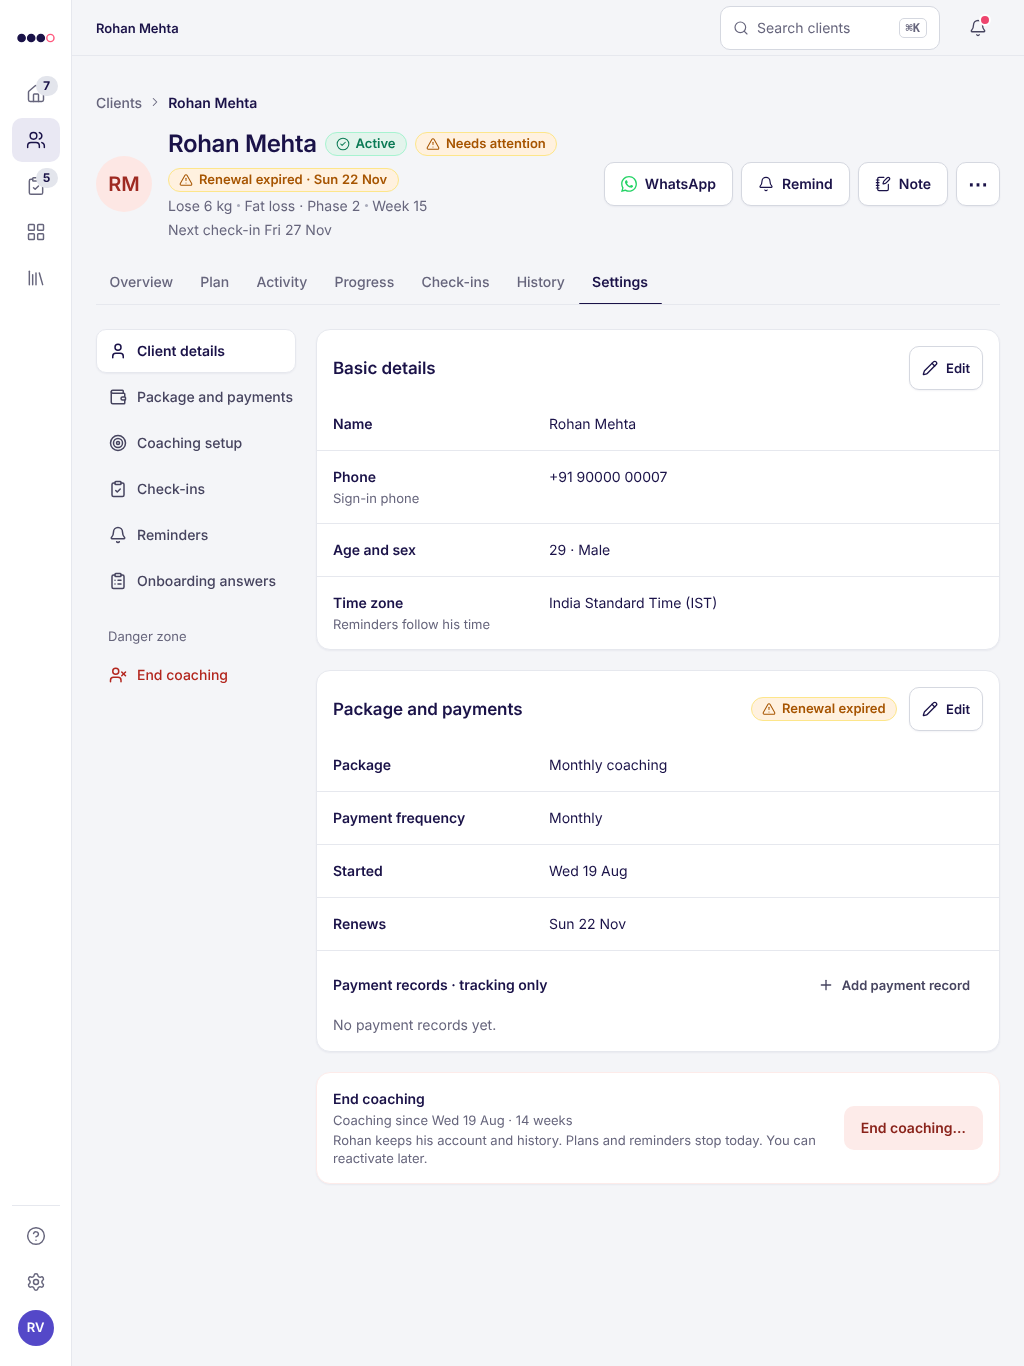 Rohan Mehta
Search clients
⌘K
7
5
Clients > Rohan Mehta
RM
Rohan Mehta
Active
Needs attention
Renewal expired · Sun 22 Nov
Lose 6 kg · Fat loss · Phase 2 · Week 15
Next check-in Fri 27 Nov
WhatsApp
Remind
Note
...
Overview
Plan
Activity
Progress
Check-ins
History
Settings
Client details
Package and payments
Coaching setup
Check-ins
Reminders
Onboarding answers
Danger zone
End coaching
Basic details
Edit
Name Rohan Mehta
Phone +91 90000 00007
Sign-in phone
Age and sex 29 · Male
Time zone India Standard Time (IST)
Reminders follow his time
Package and payments
Renewal expired
Edit
Package Monthly coaching
Payment frequency Monthly
Started Wed 19 Aug
Renews Sun 22 Nov
Payment records · tracking only
Add payment record
No payment records yet.
End coaching
Coaching since Wed 19 Aug · 14 weeks
Rohan keeps his account and history. Plans and reminders stop today. You can
reactivate later.
End coaching...
RV